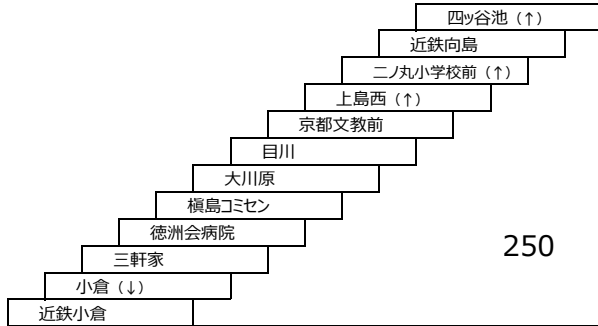 四ッ谷池（↑）
近鉄向島
二ノ丸小学校前（↑）
上島西（↑）
京都文教前
目川
大川原
槇島コミセン
徳洲会病院
250
三軒家
小倉（↓）
近鉄小倉